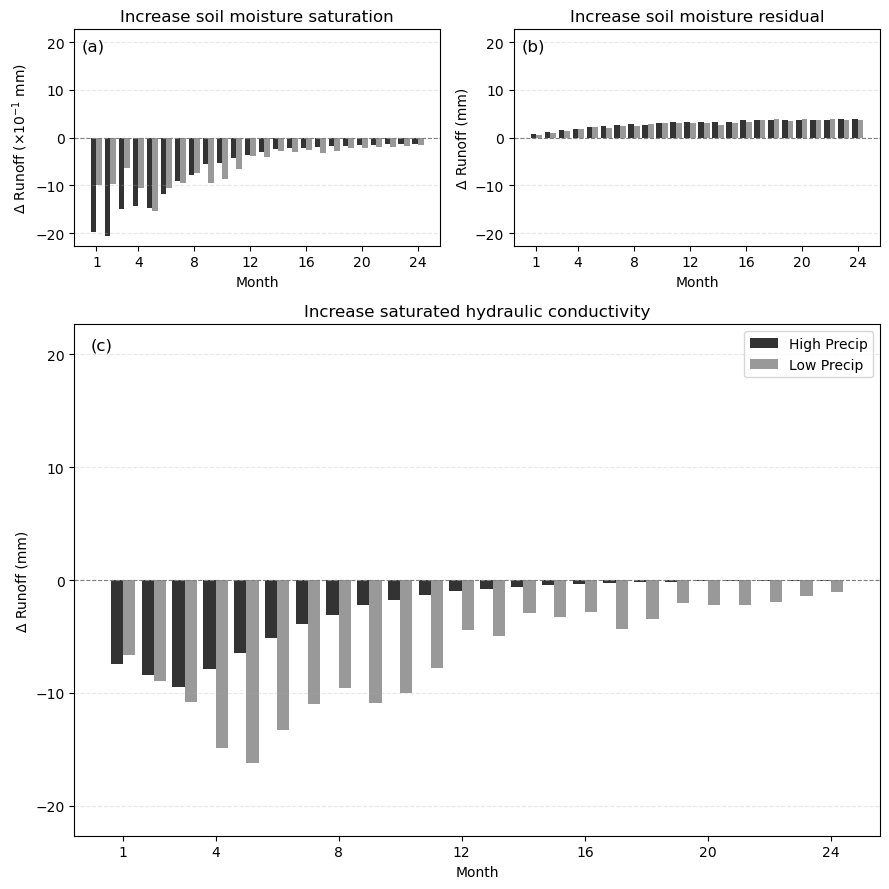 Increase soil moisture saturation
(a)
20
10
0
−10
−20
Δ Runoff (×10⁻¹ mm)
1 4 8 12 16 20 24
Month
Increase soil moisture residual
(b)
20
10
0
−10
−20
Δ Runoff (mm)
1 4 8 12 16 20 24
Month
Increase saturated hydraulic conductivity
(c)
High Precip
Low Precip
20
10
0
−10
−20
Δ Runoff (mm)
1 4 8 12 16 20 24
Month